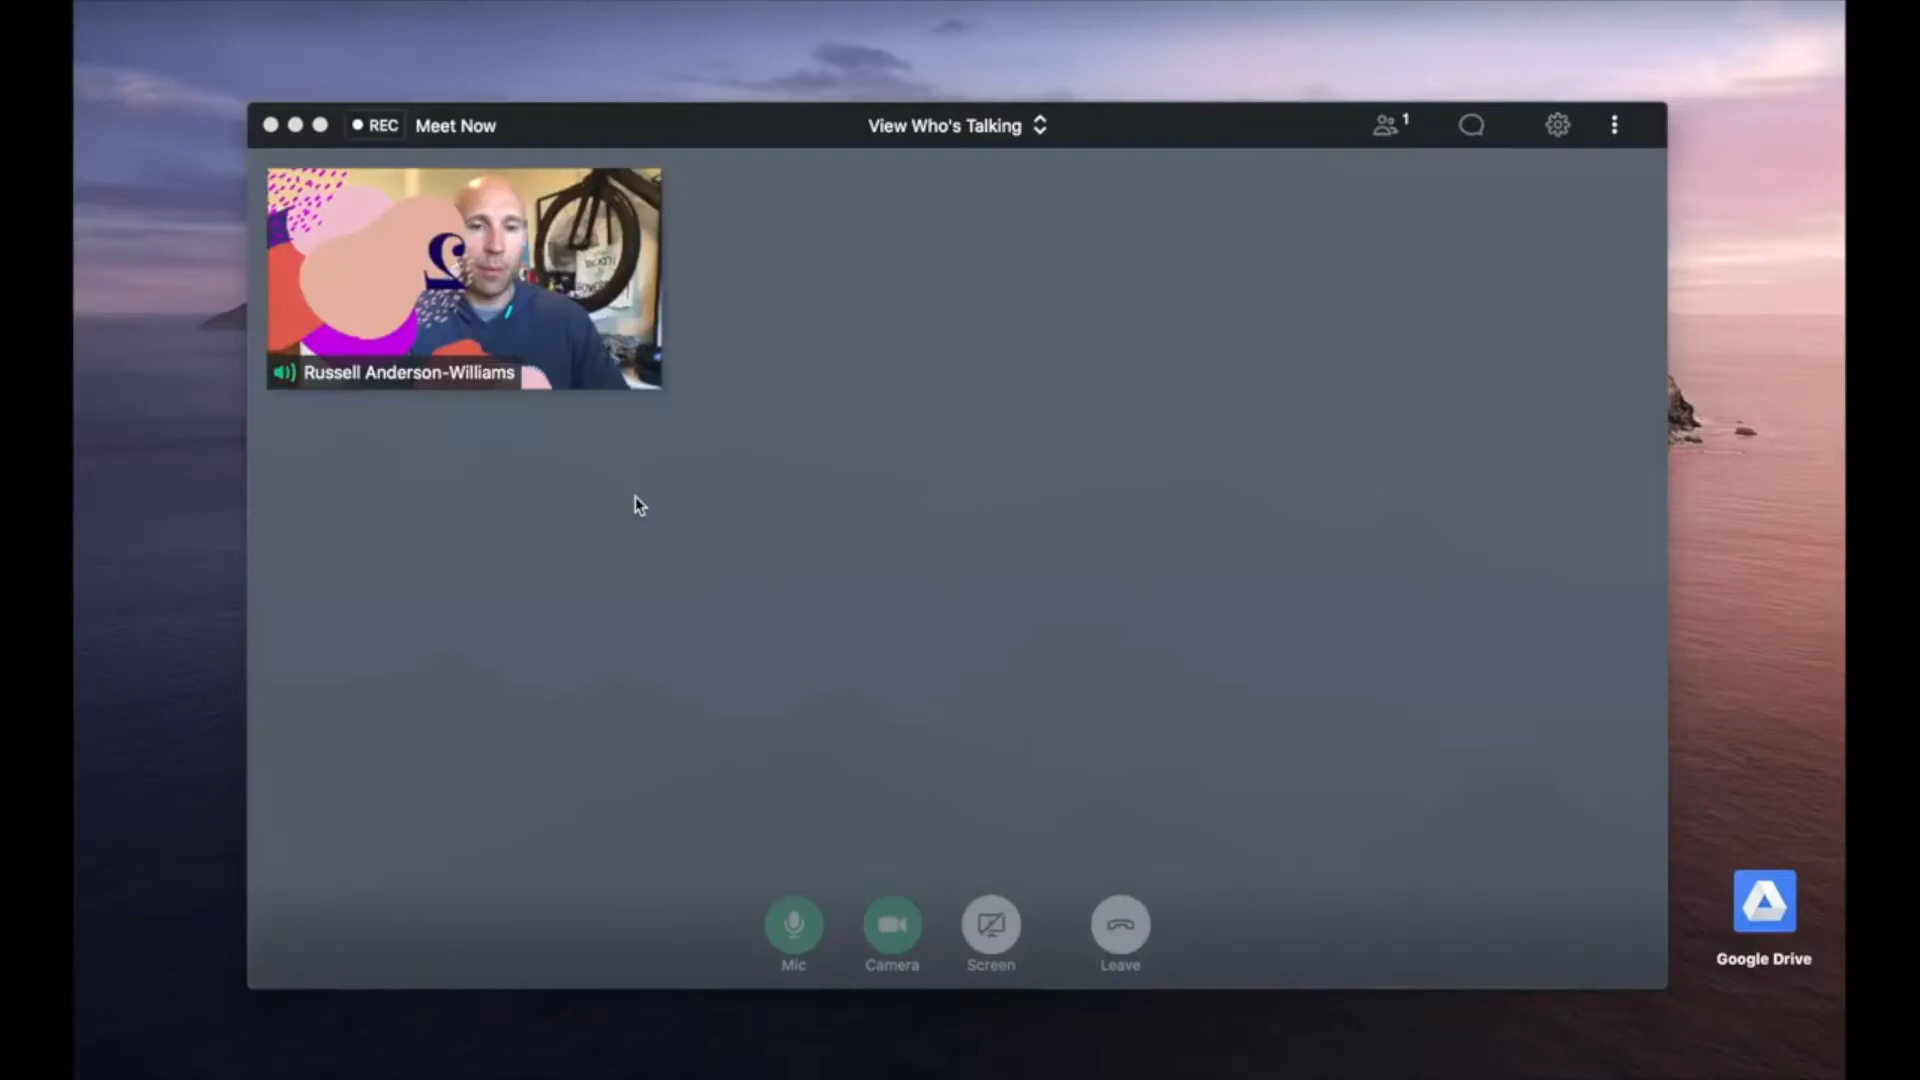 REC Meet Now View Who's Talking 1
Russell Anderson-Williams
Mic Camera Screen Leave
Google Drive